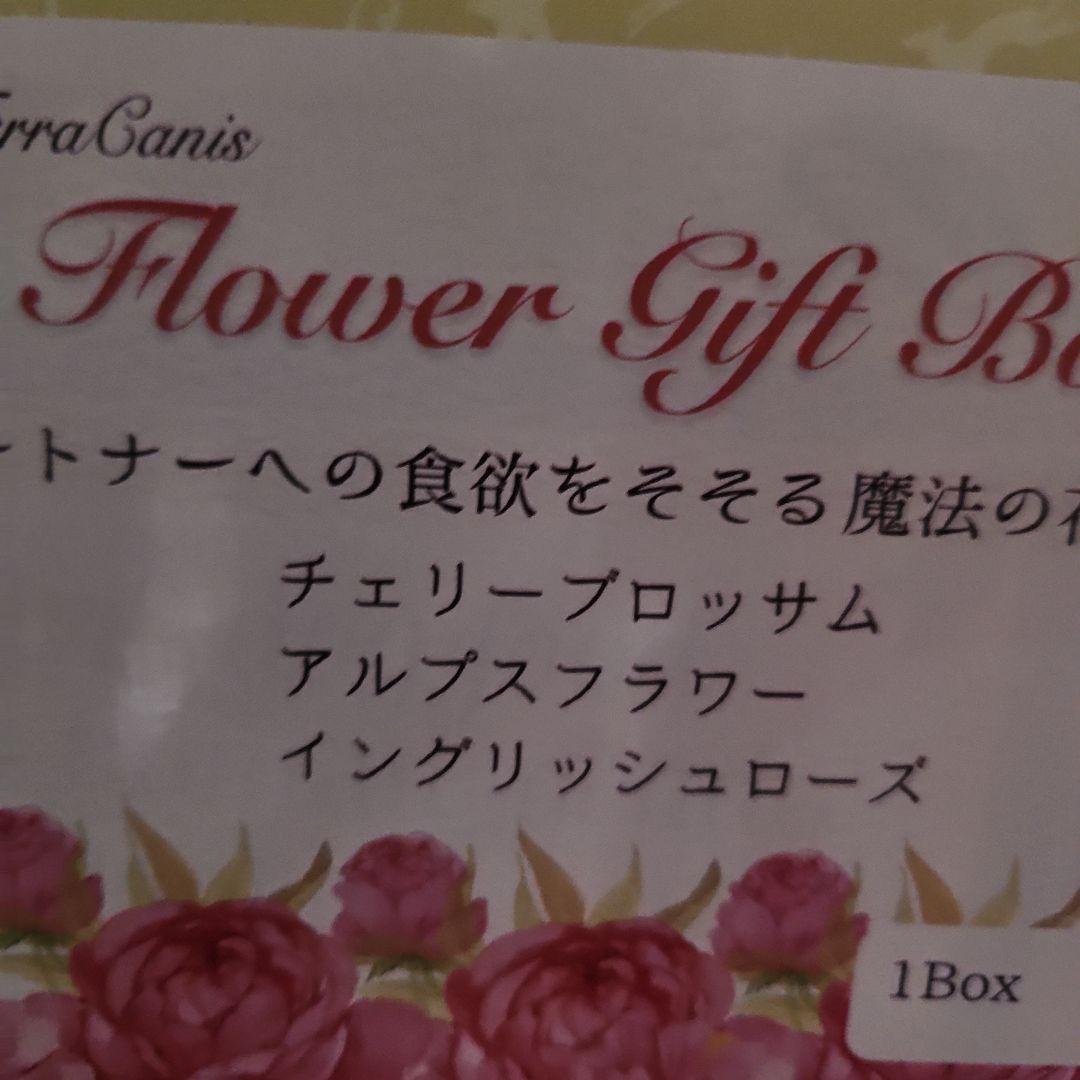 erraCanis
Flower Gift Bo
ートナーへの食欲をそそる魔法の
チェリーブロッサム
アルプスフラワー
イングリッシュローズ
1Box